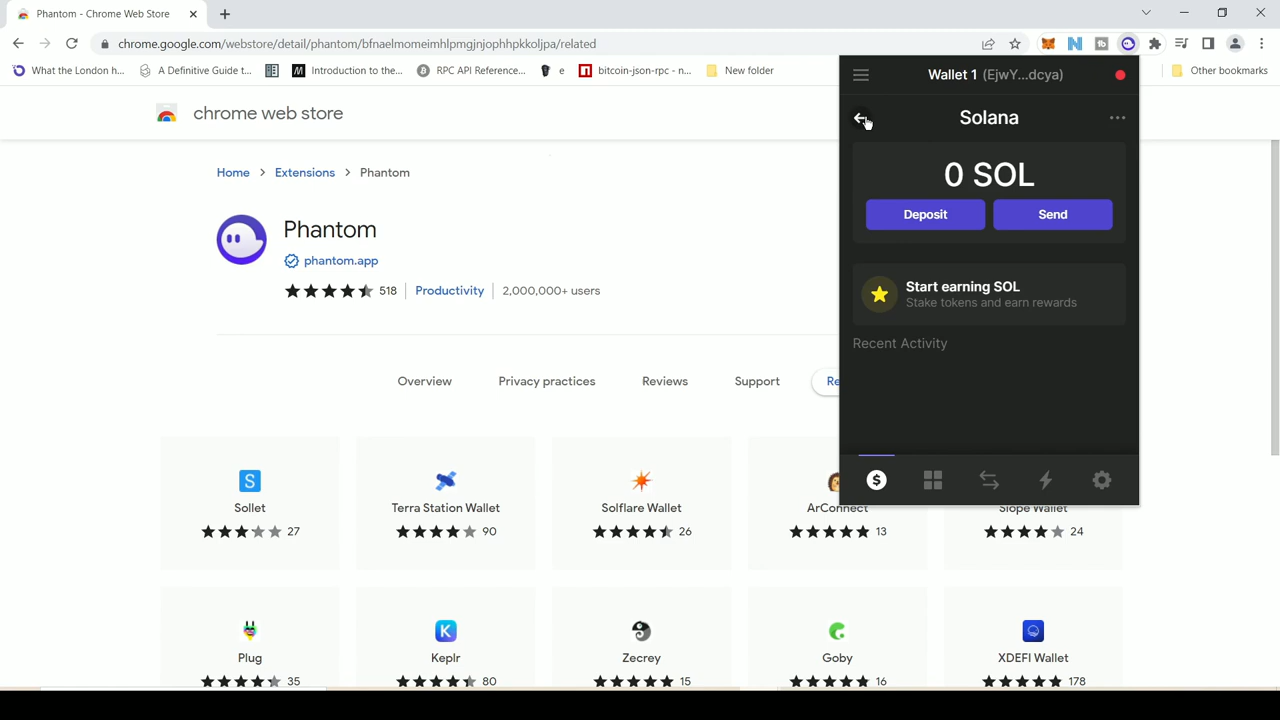 Phantom - Chrome Web Store
chrome.google.com/webstore/detail/phantom/bfnaelmomeimhlpmgjnjophhpkkoljpa/related
What the London h...
A Definitive Guide t...
Introduction to the...
RPC API Reference...
e
bitcoin-json-rpc - n...
New folder
Other bookmarks
chrome web store
Home > Extensions > Phantom
Phantom
phantom.app
518 Productivity 2,000,000+ users
Overview
Privacy practices
Reviews
Support
Re
Sollet
27
Terra Station Wallet
90
Solflare Wallet
26
ArConnect
13
Slope Wallet
24
Plug
35
Keplr
80
Zecrey
15
Goby
16
XDEFI Wallet
178
Wallet 1 (EjwY...dcya)
Solana
0 SOL
Deposit
Send
Start earning SOL
Stake tokens and earn rewards
Recent Activity